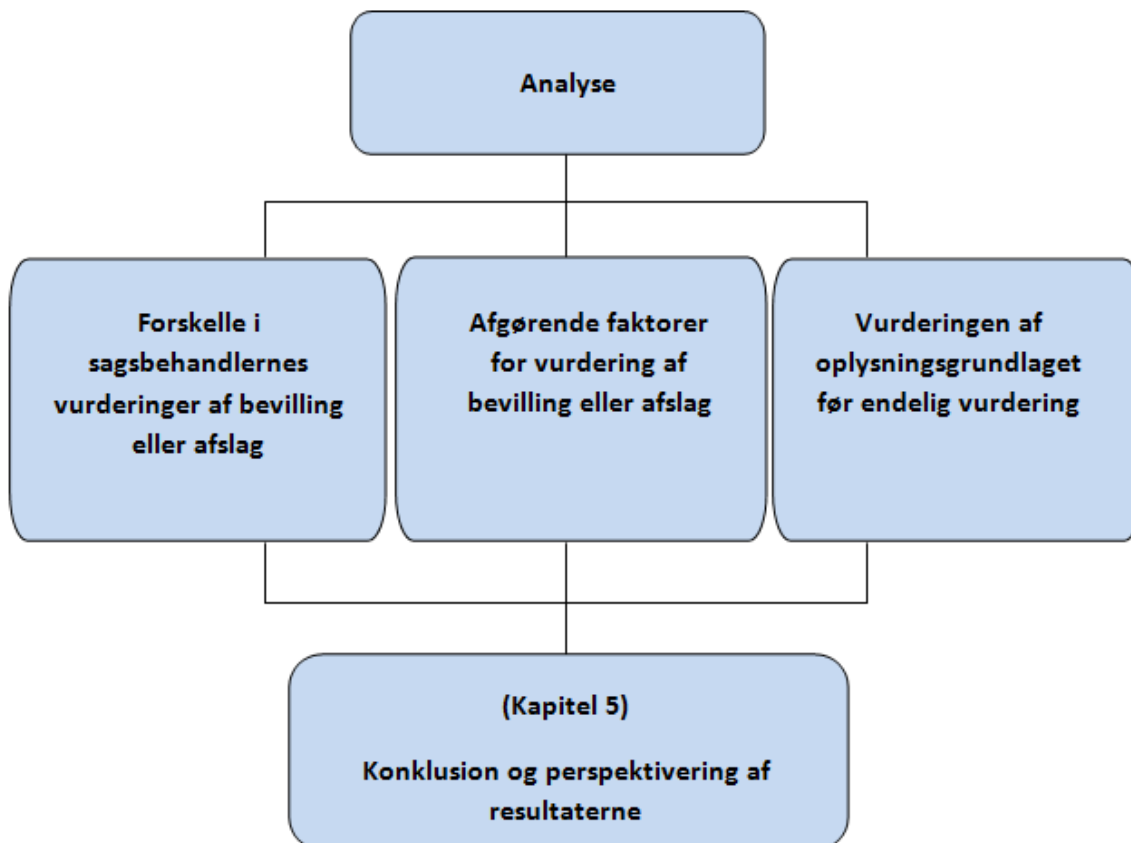 Analyse
Forskelle i
sagsbehandlernes
vurderinger af bevilling
eller afslag
Afgørende faktorer
for vurdering af
bevilling eller afslag
Vurderingen af
oplysningsgrundlaget
før endelig vurdering
(Kapitel 5)
Konklusion og perspektivering af
resultaterne